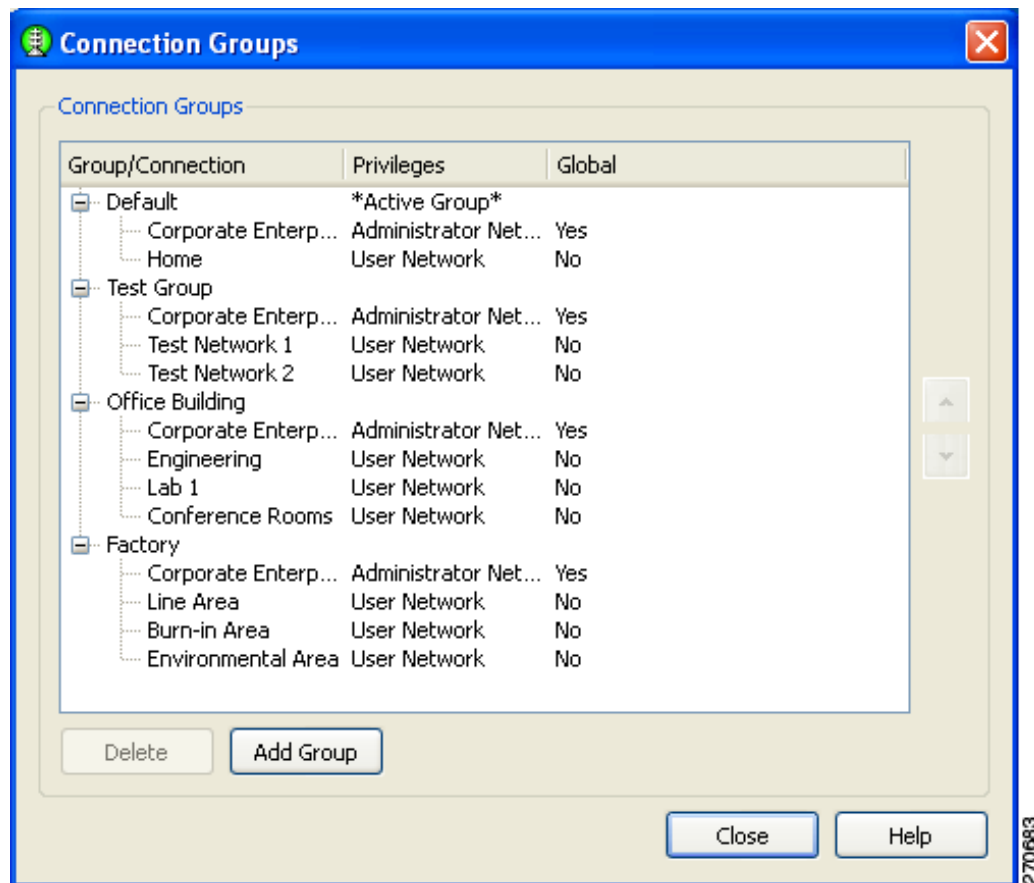 Connection Groups
Connection Groups
Group/Connection Privileges Global
Default *Active Group*
Corporate Enterp... Administrator Net... Yes
Home User Network No
Test Group
Corporate Enterp... Administrator Net... Yes
Test Network 1 User Network No
Test Network 2 User Network No
Office Building
Corporate Enterp... Administrator Net... Yes
Engineering User Network No
Lab 1 User Network No
Conference Rooms User Network No
Factory
Corporate Enterp... Administrator Net... Yes
Line Area User Network No
Burn-in Area User Network No
Environmental Area User Network No
Delete Add Group
Close Help
270683